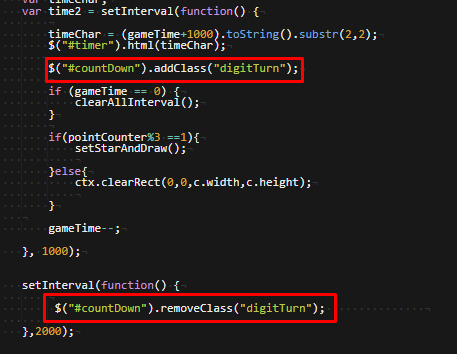 var timeChar;
var time2 = setInterval(function() {
timeChar = (gameTime+1000).toString().substr(2,2);
$("#timer").html(timeChar);
$("#countDown").addClass("digitTurn");
if (gameTime == 0) {
clearAllInterval();
}
if(pointCounter%3 ==1){
setStarAndDraw();
}else{
ctx.clearRect(0,0,c.width,c.height);
}
gameTime--;
}, 1000);
setInterval(function() {
$("#countDown").removeClass("digitTurn");
},2000);